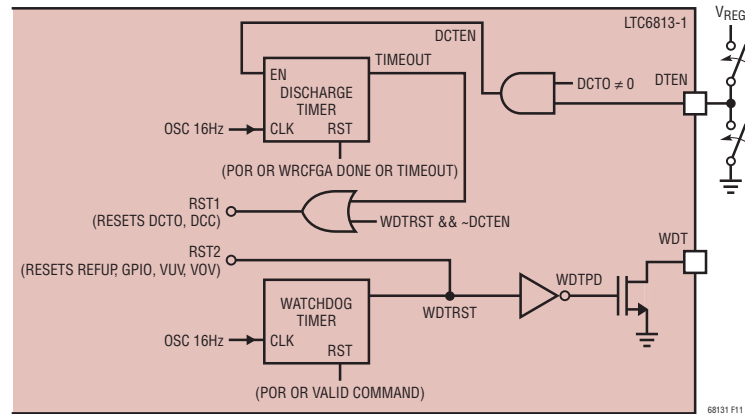 LTC6813-1
VREG
DCTEN
TIMEOUT
EN
DISCHARGE
TIMER
DCTO ≠ 0
DTEN
OSC 16Hz
CLK
RST
(POR OR WRCFGA DONE OR TIMEOUT)
RST1
(RESETS DCTO, DCC)
WDTRST && ~DCTEN
RST2
(RESETS REFUP, GPIO, VUV, VOV)
WDT
WATCHDOG
TIMER
WDTPD
WDTRST
OSC 16Hz
CLK
RST
(POR OR VALID COMMAND)
68131 F11